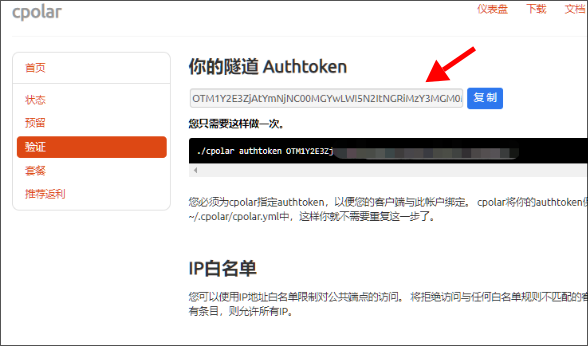 cpolar
仪表盘 下载 文档
首页
状态
预留
验证
套餐
推荐返利
你的隧道 Authtoken
复制
您只需要这样做一次。
./cpolar authtoken
您必须为cpolar指定authtoken，以便您的客户端与此帐户绑定。 cpolar将你的authtoken
~/.cpolar/cpolar.yml中，这样你就不需要重复这一步了。
IP白名单
您可以使用IP地址白名单限制对公共端点的访问。 将拒绝访问与任何白名单规则不匹配的
有条目，则允许所有IP。